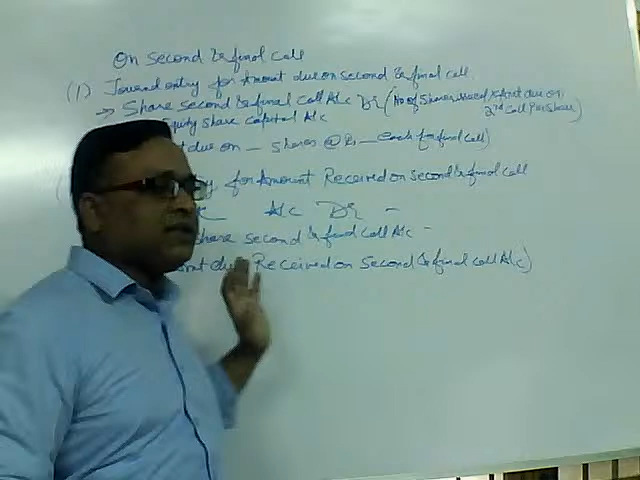 On second & final call
(1) Journal entry for Amount due on second & final call.
→ Share second & final call A/c Dr (No of shares issued × Amt due on
2nd call Per share)
Equity share capital A/c
due on _ shares @ Rs _ each for final call)
for Amount Received on second & final call
A/c Dr -
share second & final call A/c -
due Received on second & final call A/c)